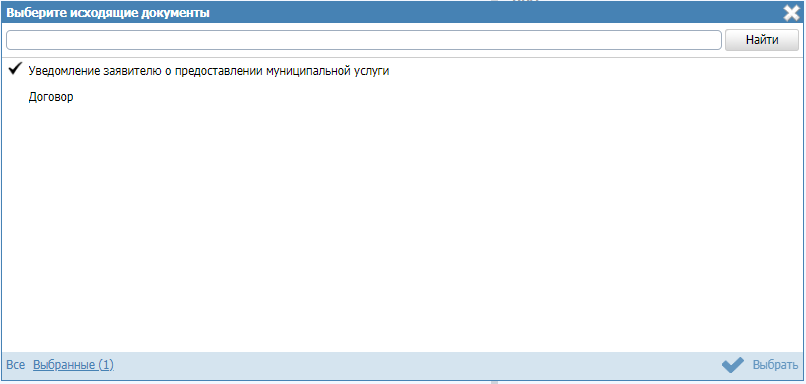 Выберите исходящие документы
Найти
Уведомление заявителю о предоставлении муниципальной услуги
Договор
Все Выбранные (1) Выбрать